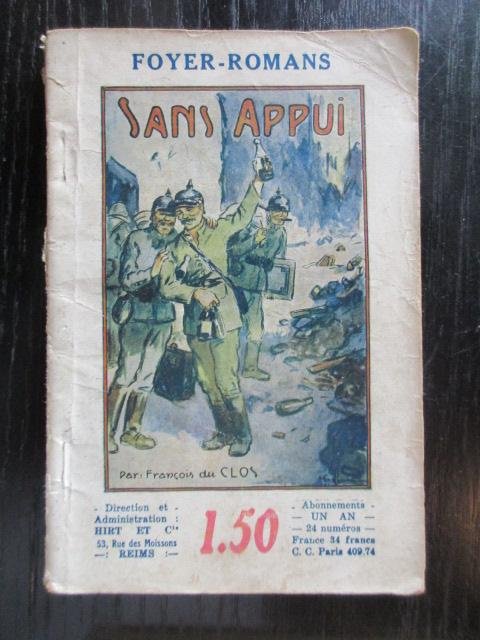 FOYER-ROMANS
SANS APPUI
Par: François du CLOS
- Direction et -
Administration :
HIRT ET Cie
53, Rue des Moissons
—: REIMS :—
1.50
- Abonnements -
— UN AN —
— 24 numéros —
France 34 francs
C. C. Paris 409.74